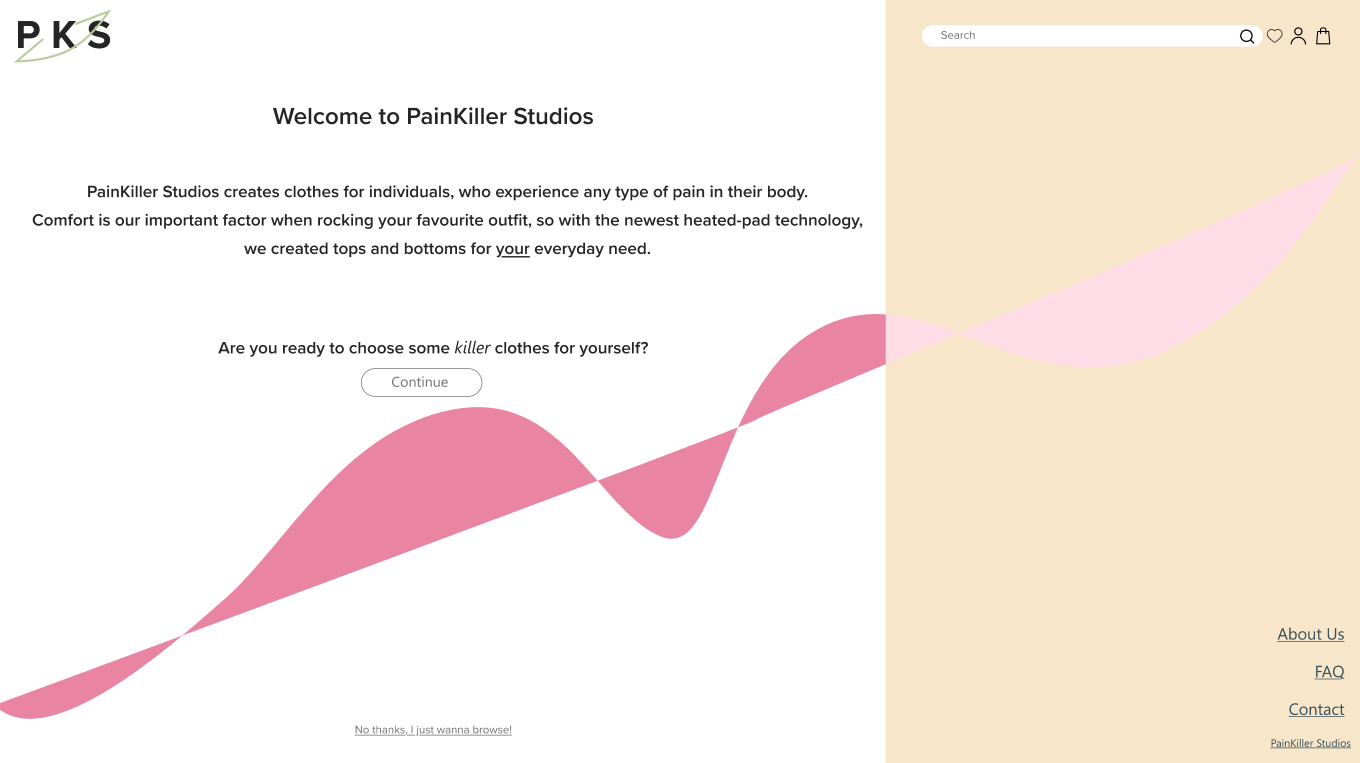 PKS
Search
Welcome to PainKiller Studios
PainKiller Studios creates clothes for individuals, who experience any type of pain in their body.
Comfort is our important factor when rocking your favourite outfit, so with the newest heated-pad technology,
we created tops and bottoms for your everyday need.
Are you ready to choose some killer clothes for yourself?
Continue
No thanks, I just wanna browse!
About Us
FAQ
Contact
PainKiller Studios